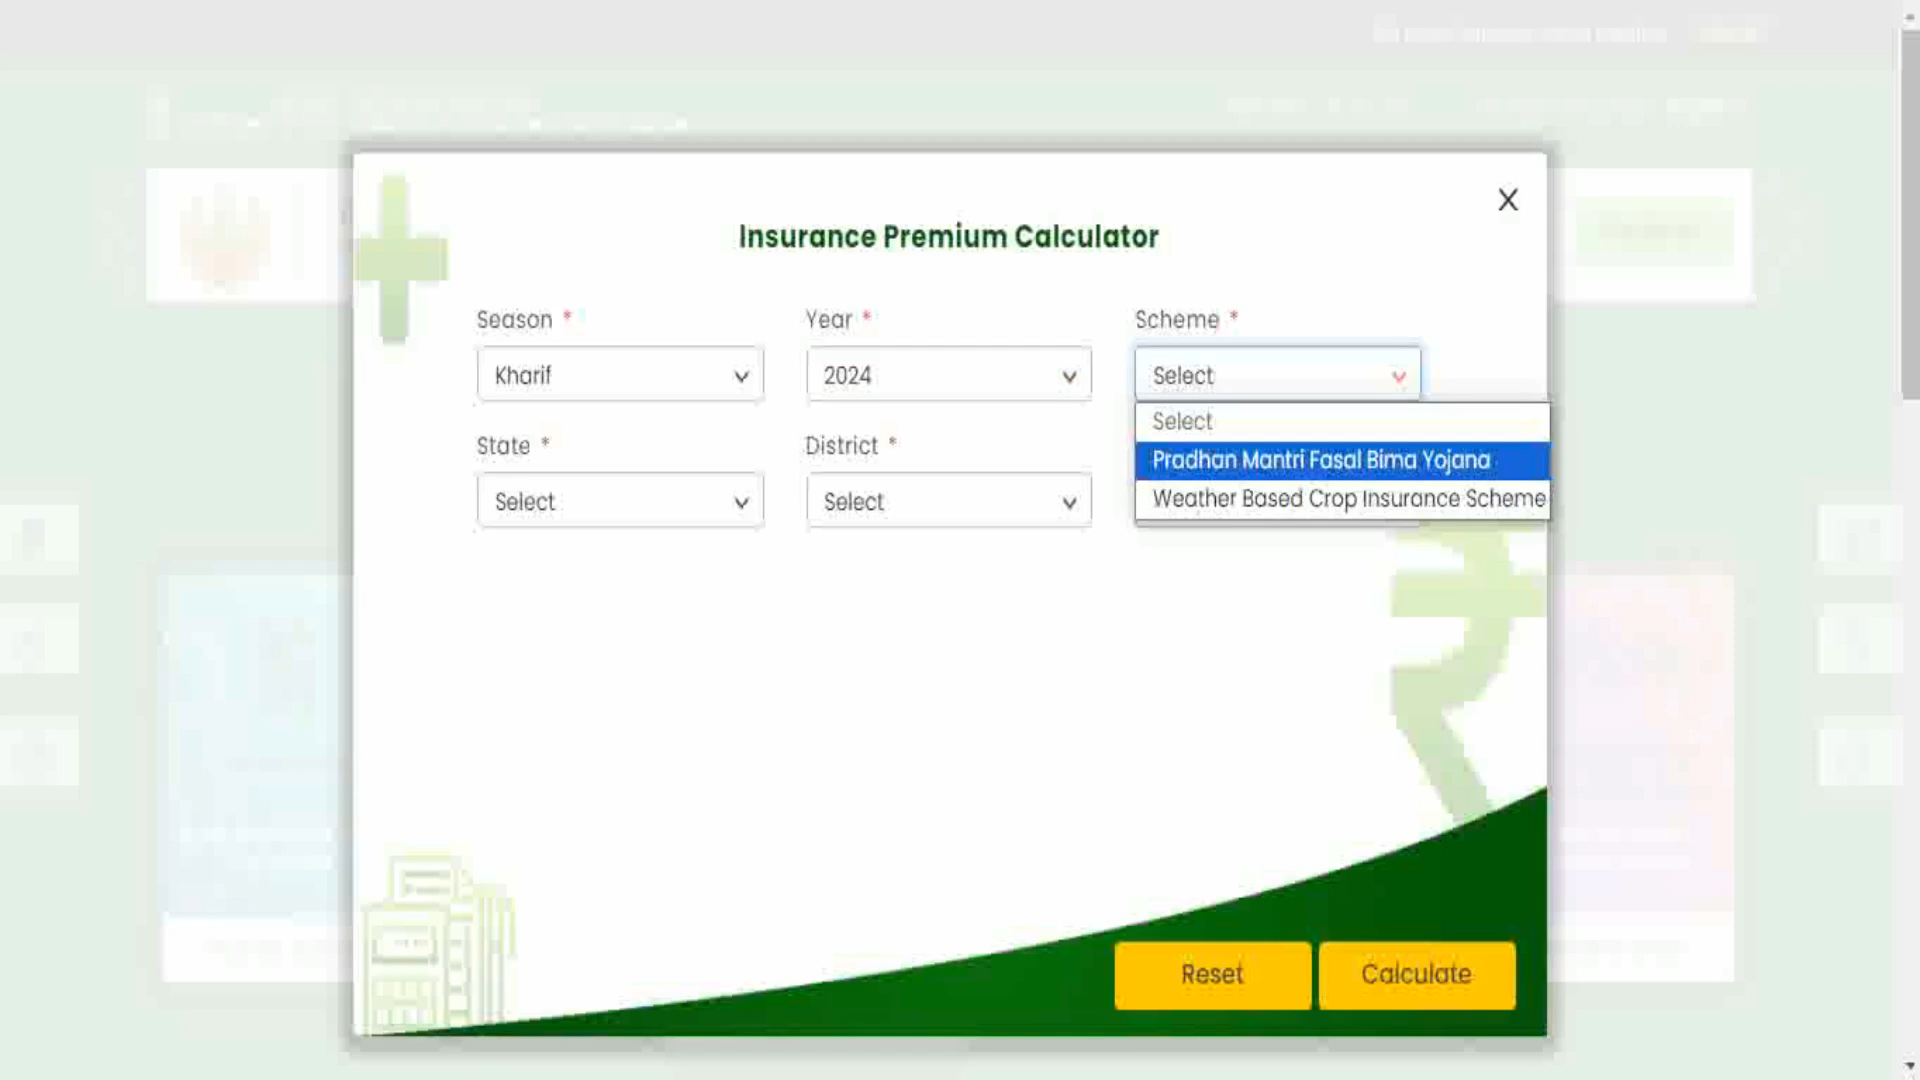 X
Insurance Premium Calculator
Season *
Year *
Scheme *
Kharif
2024
Select
Select
Pradhan Mantri Fasal Bima Yojana
Weather Based Crop Insurance Scheme
State *
District *
Select
Select
Reset
Calculate